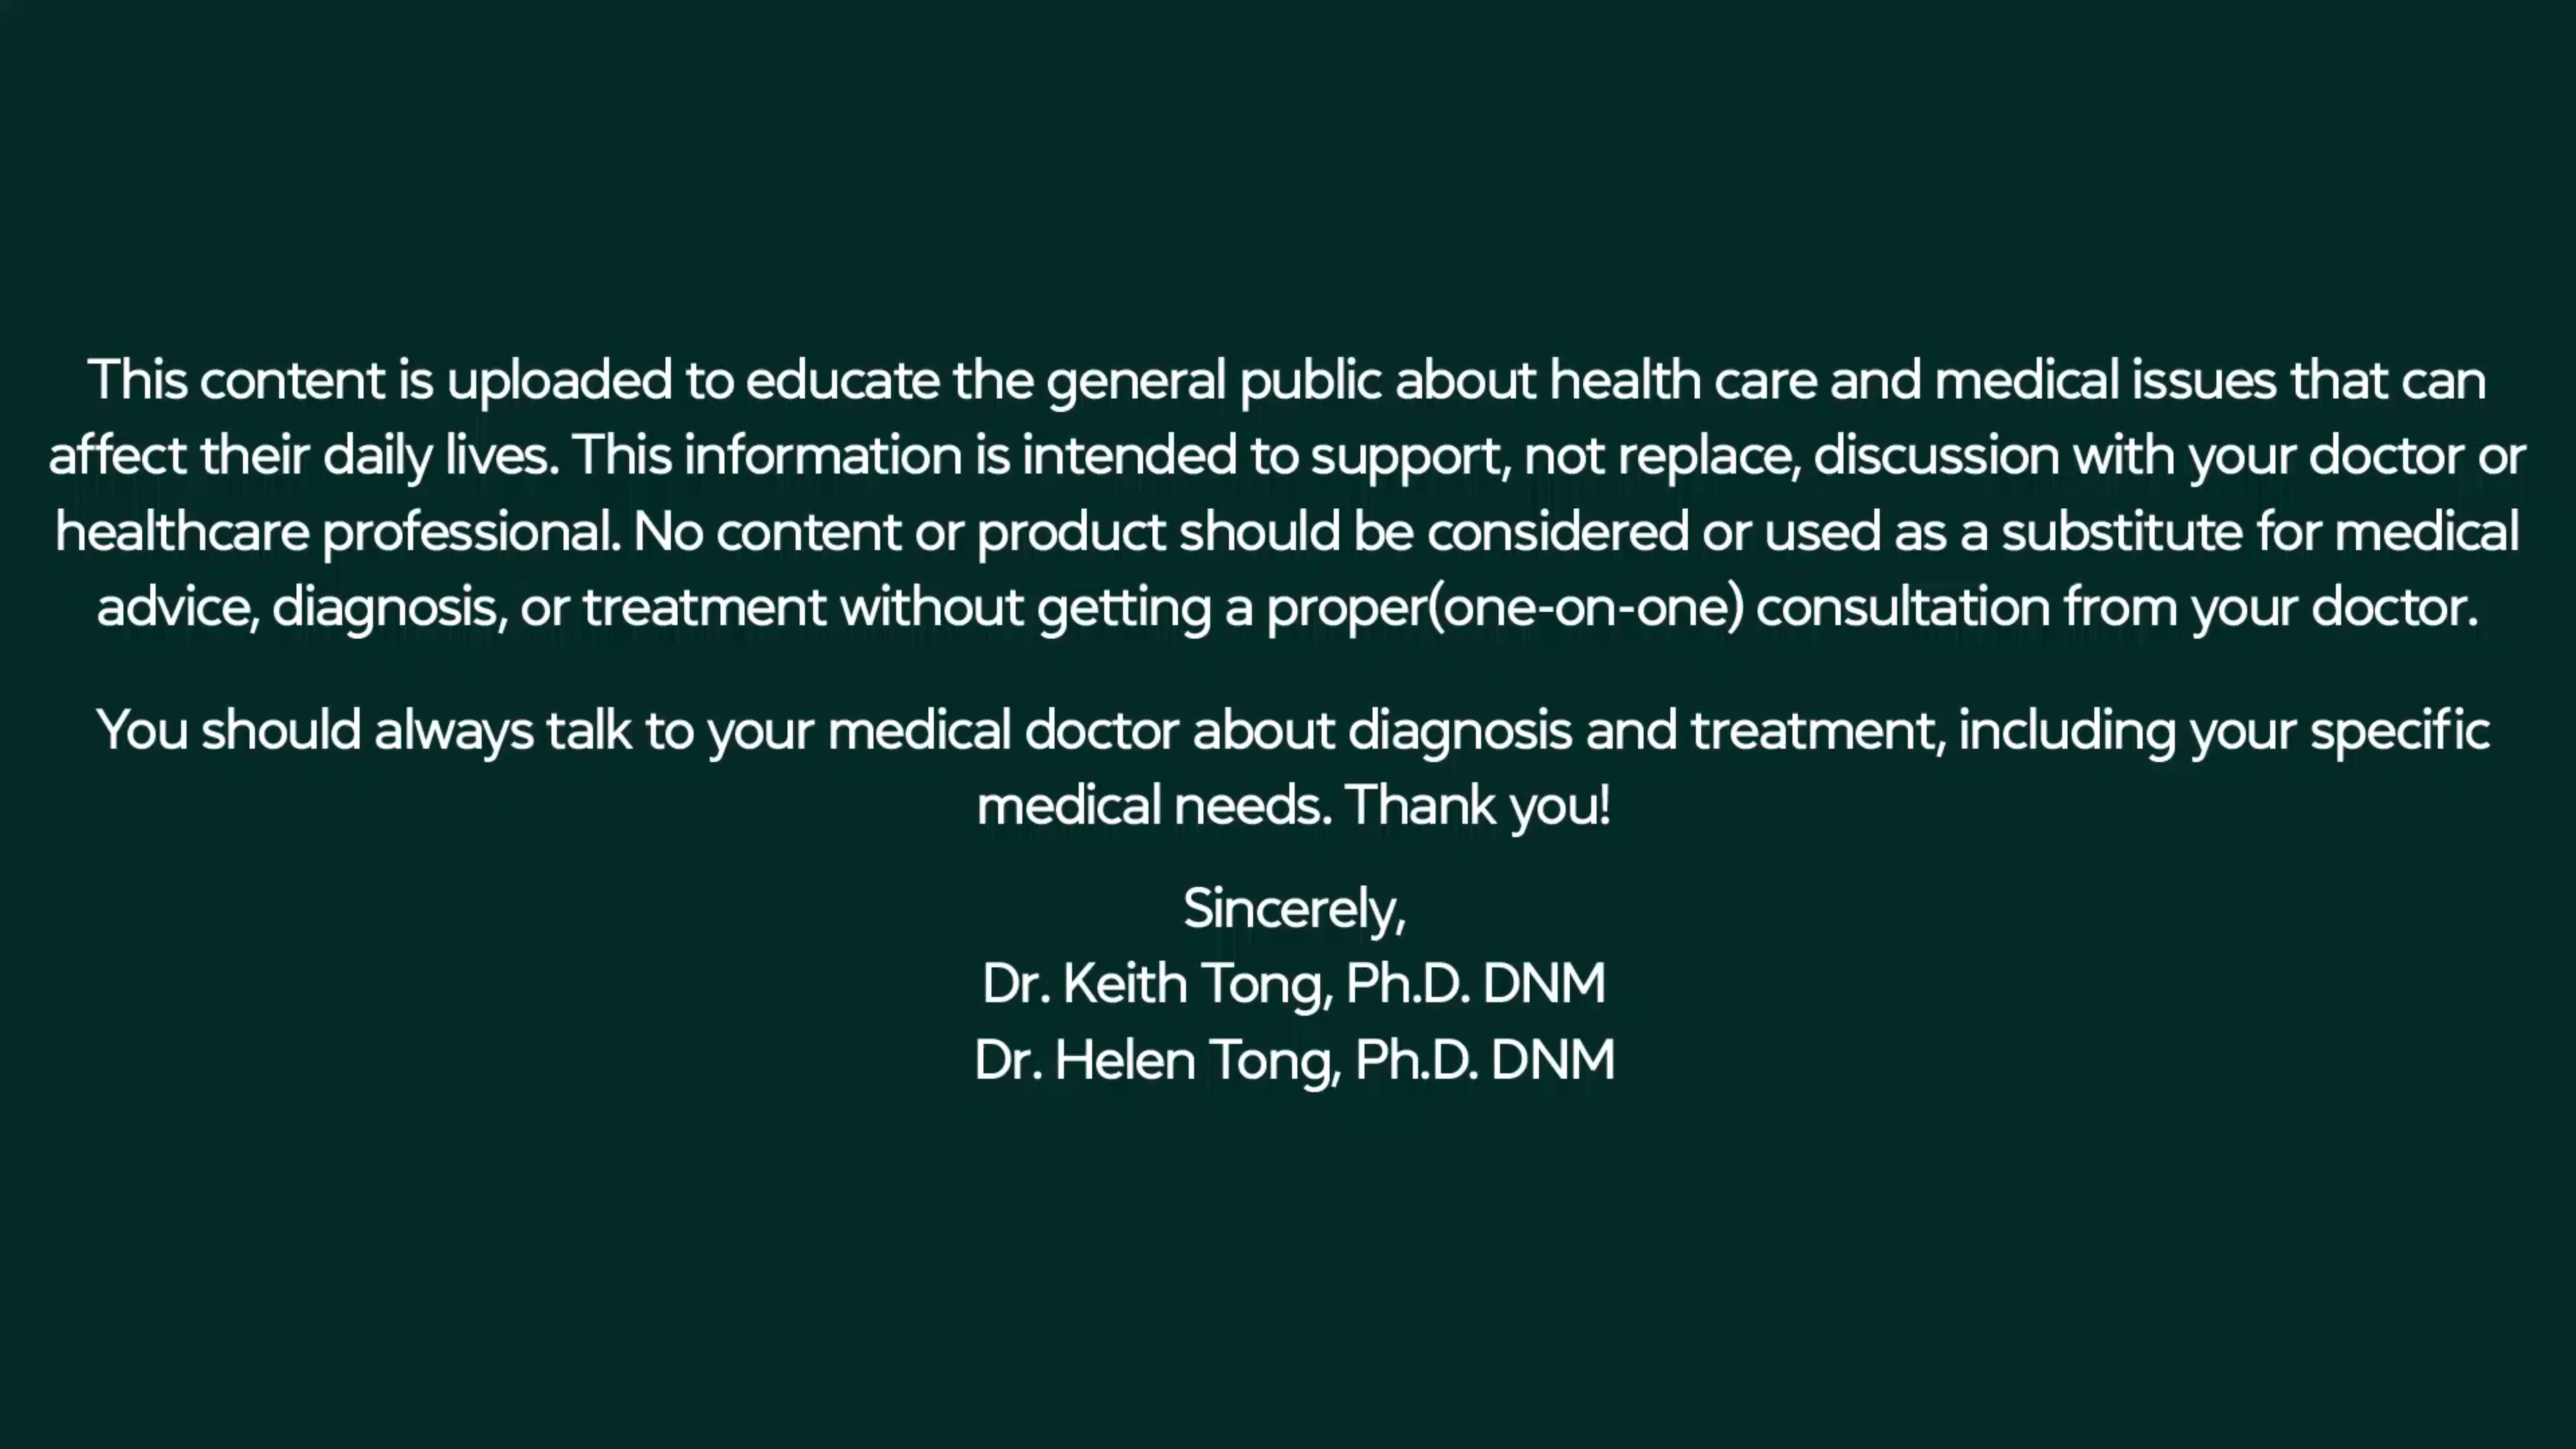 This content is uploaded to educate the general public about health care and medical issues that can
affect their daily lives. This information is intended to support, not replace, discussion with your doctor or
healthcare professional. No content or product should be considered or used as a substitute for medical
advice, diagnosis, or treatment without getting a proper(one-on-one) consultation from your doctor.
You should always talk to your medical doctor about diagnosis and treatment, including your specific
medical needs. Thank you!
Sincerely,
Dr. Keith Tong, Ph.D. DNM
Dr. Helen Tong, Ph.D. DNM